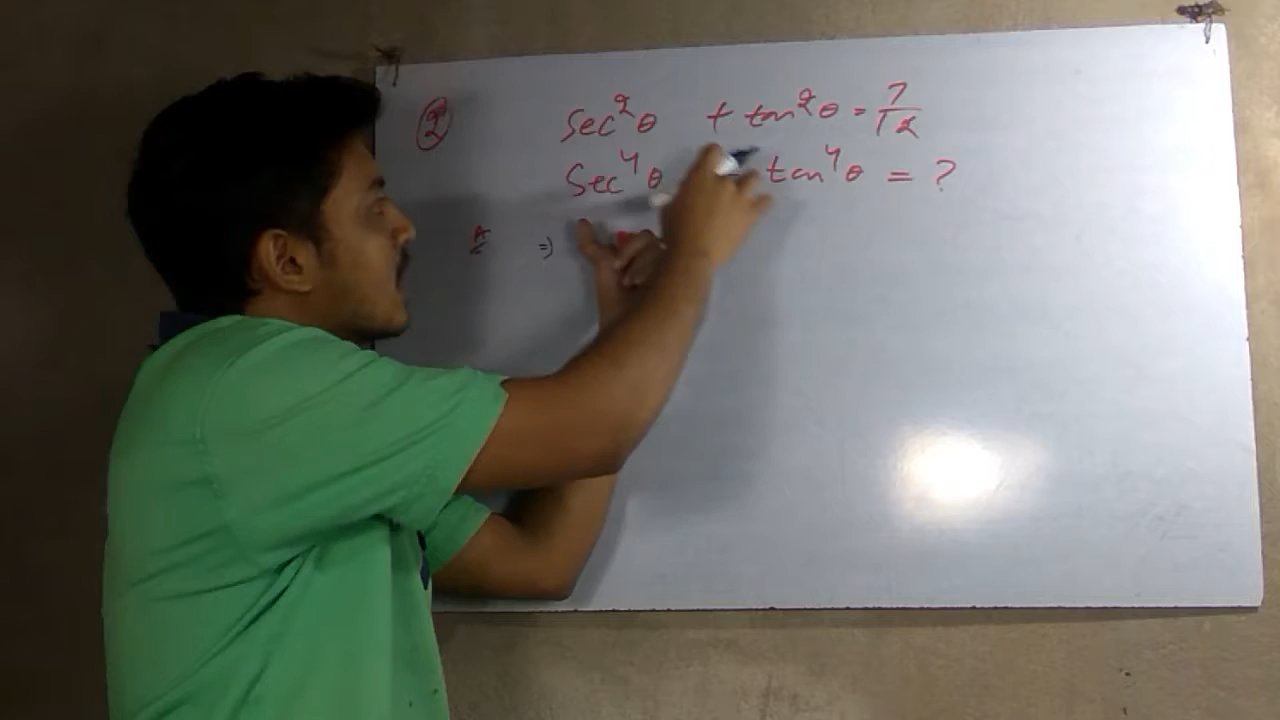 ② sec²θ + tan²θ = 7/12
sec⁴θ - tan⁴θ = ?
A ⇒